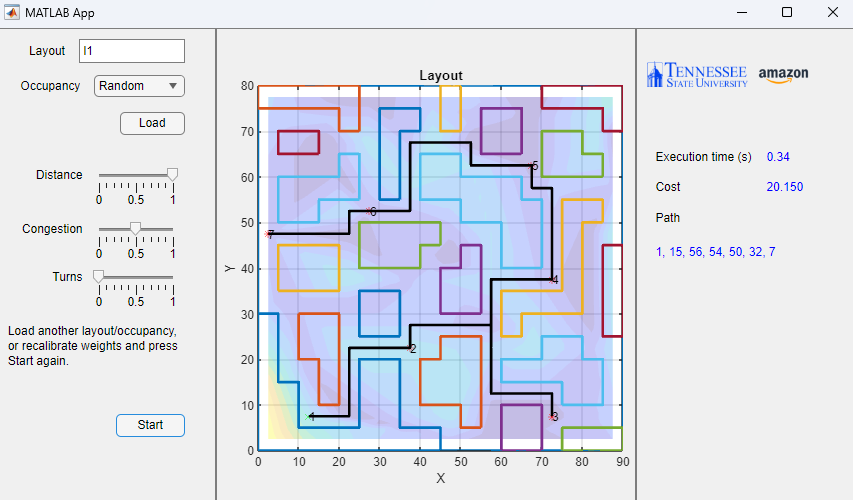 MATLAB App
Layout
l1
Occupancy
Random
Load
Distance
0 0.5 1
Congestion
0 0.5 1
Turns
0 0.5 1
Load another layout/occupancy,
or recalibrate weights and press
Start again.
Start
Layout
80
70
60
50
40
30
20
10
0
Y
5
6
7
4
2
1
3
0 10 20 30 40 50 60 70 80 90
X
TENNESSEE
STATE UNIVERSITY
amazon
Execution time (s) 0.34
Cost 20.150
Path
1, 15, 56, 54, 50, 32, 7